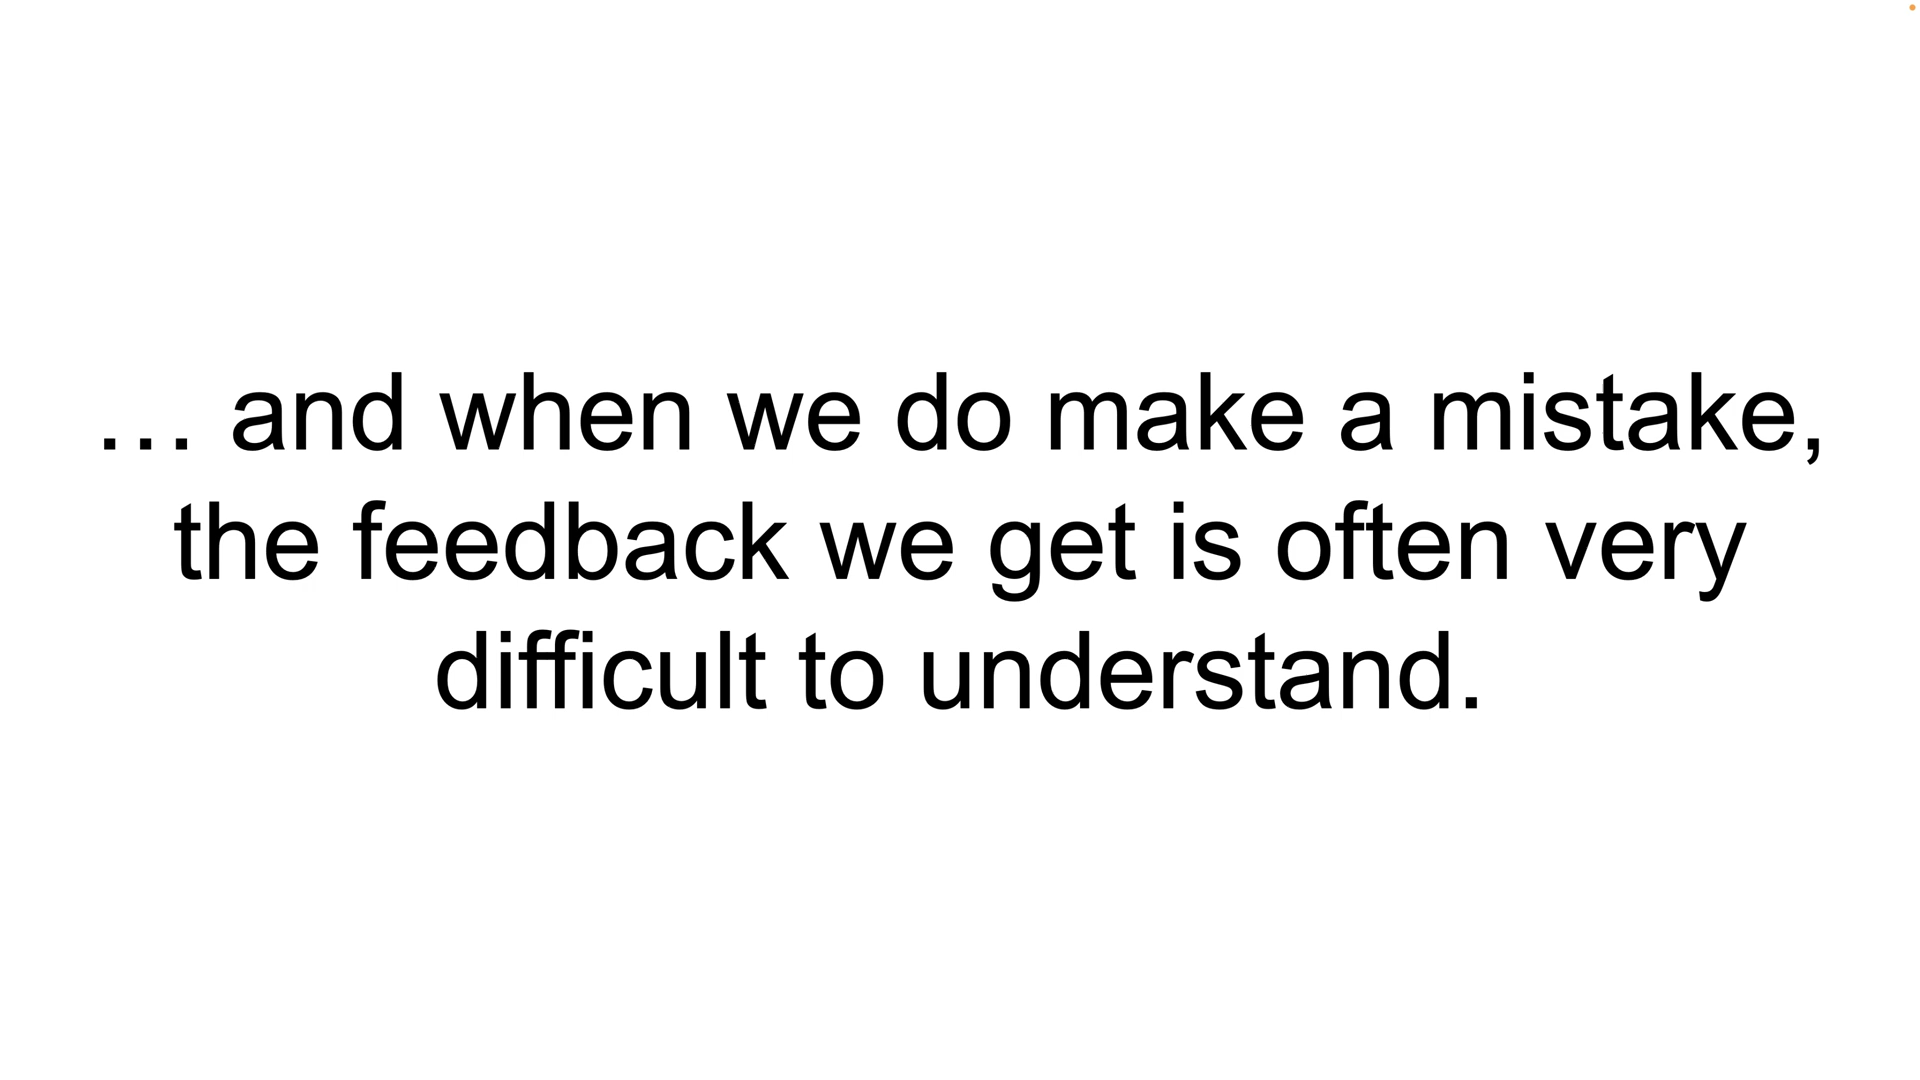 … and when we do make a mistake,
the feedback we get is often very
difficult to understand.